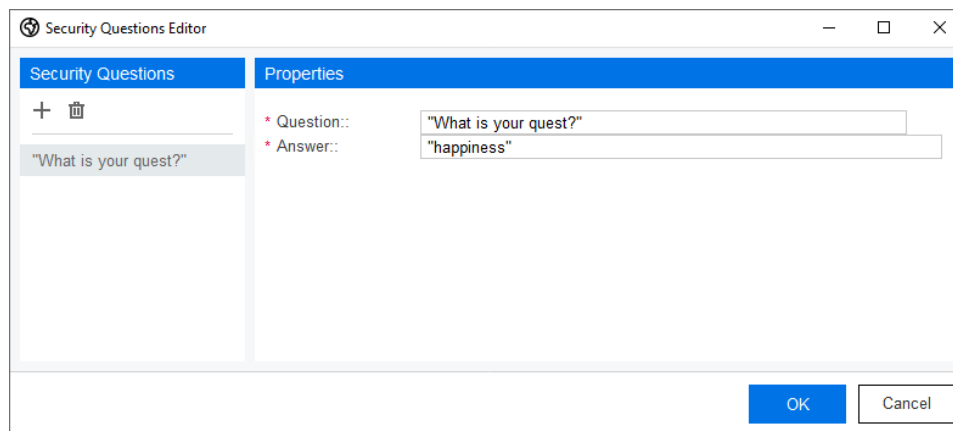 Security Questions Editor
Security Questions
Properties
* Question::
"What is your quest?"
* Answer::
"happiness"
"What is your quest?"
OK
Cancel